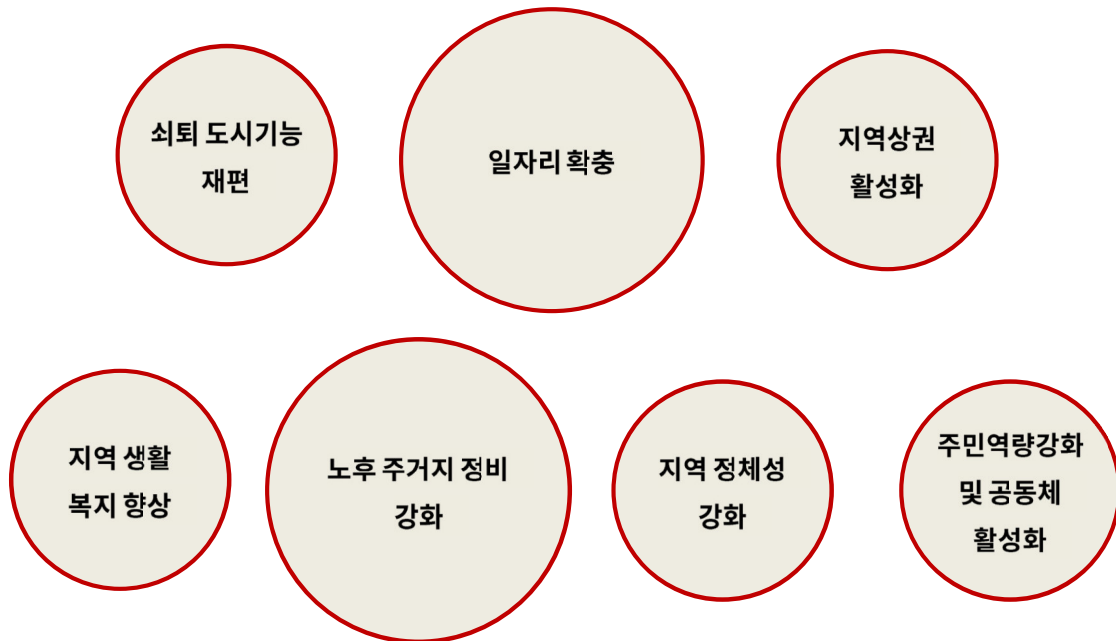 쇠퇴 도시기능
재편
일자리 확충
지역상권
활성화
지역 생활
복지 향상
노후 주거지 정비
강화
지역 정체성
강화
주민역량강화
및 공동체
활성화